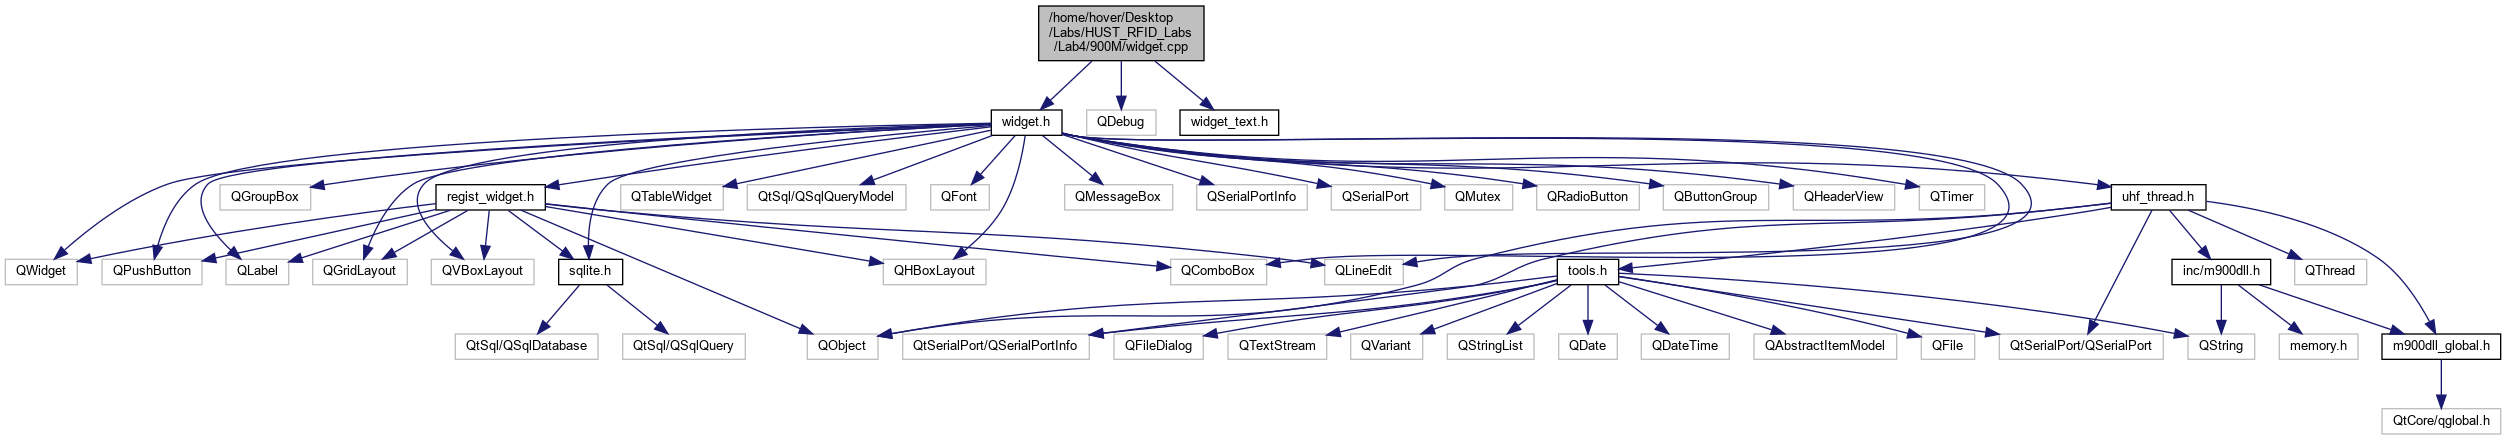 /home/hover/Desktop
/Labs/HUST_RFID_Labs
/Lab4/900M/widget.cpp
widget.h
QDebug
widget_text.h
QGroupBox
regist_widget.h
QTableWidget
QtSql/QSqlQueryModel
QFont
QMessageBox
QSerialPortInfo
QSerialPort
QMutex
QRadioButton
QButtonGroup
QHeaderView
QTimer
uhf_thread.h
QWidget
QPushButton
QLabel
QGridLayout
QVBoxLayout
sqlite.h
QHBoxLayout
QComboBox
QLineEdit
tools.h
inc/m900dll.h
QThread
QtSql/QSqlDatabase
QtSql/QSqlQuery
QObject
QtSerialPort/QSerialPortInfo
QFileDialog
QTextStream
QVariant
QStringList
QDate
QDateTime
QAbstractItemModel
QFile
QtSerialPort/QSerialPort
QString
memory.h
m900dll_global.h
QtCore/qglobal.h